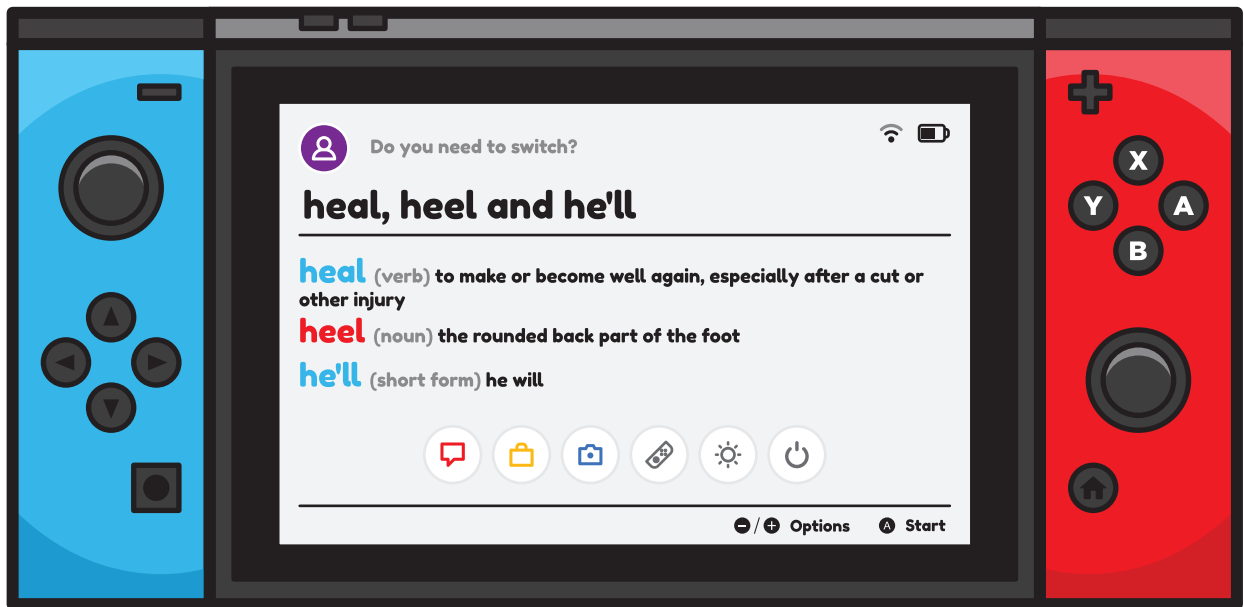 Do you need to switch?
heal, heel and he'll
heal (verb) to make or become well again, especially after a cut or
other injury
heel (noun) the rounded back part of the foot
he'll (short form) he will
X
Y A
B
−/+ Options A Start